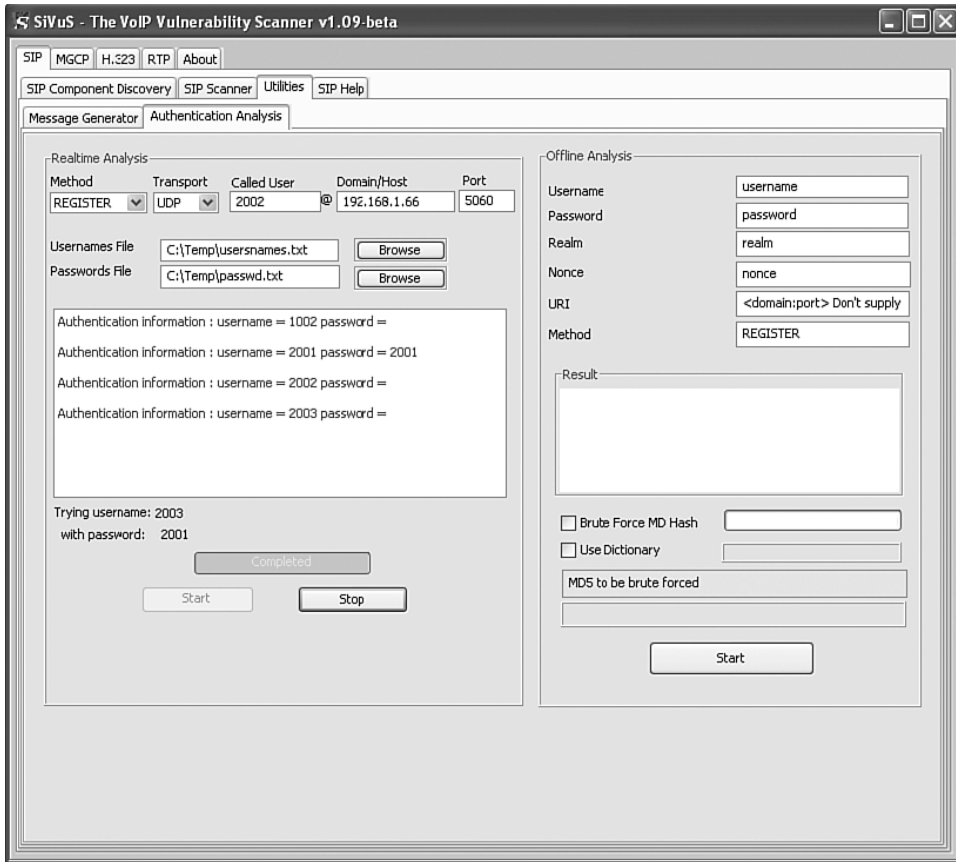 SiVuS - The VoIP Vulnerability Scanner v1.09-beta
SIP MGCP H.323 RTP About
SIP Component Discovery SIP Scanner Utilities SIP Help
Message Generator Authentication Analysis
Realtime Analysis
Method Transport Called User Domain/Host Port
REGISTER UDP 2002 @ 192.168.1.66 5060
Usernames File C:\Temp\usersnames.txt Browse
Passwords File C:\Temp\passwd.txt Browse
Authentication information : username = 1002 password =
Authentication information : username = 2001 password = 2001
Authentication information : username = 2002 password =
Authentication information : username = 2003 password =
Trying username: 2003
with password: 2001
Completed
Start Stop
Offline Analysis
Username username
Password password
Realm realm
Nonce nonce
URI <domain:port> Don't supply
Method REGISTER
Result
Brute Force MD Hash
Use Dictionary
MD5 to be brute forced
Start